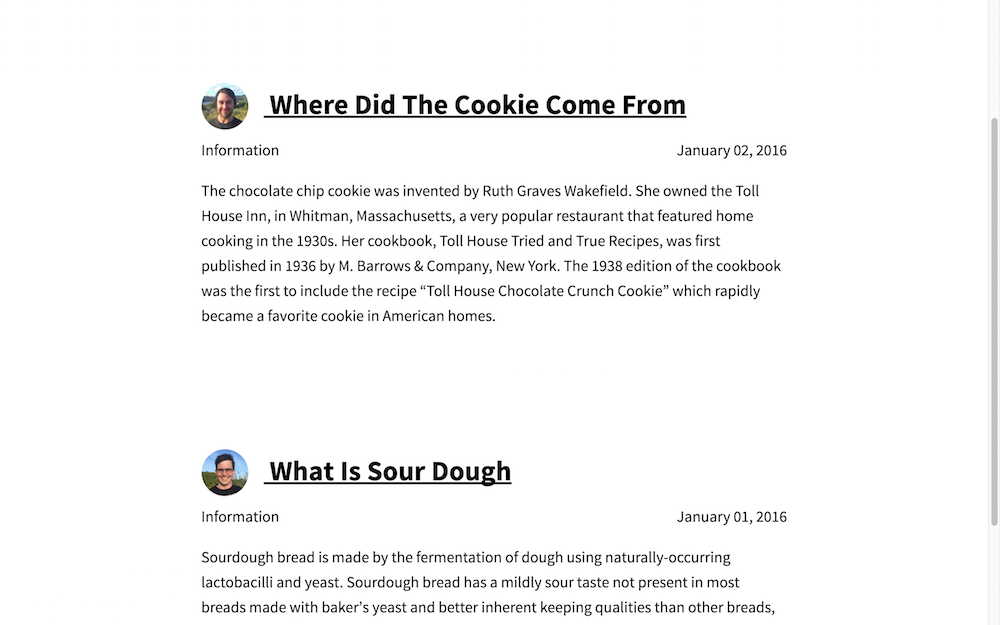 Where Did The Cookie Come From
Information
January 02, 2016
The chocolate chip cookie was invented by Ruth Graves Wakefield. She owned the Toll
House Inn, in Whitman, Massachusetts, a very popular restaurant that featured home
cooking in the 1930s. Her cookbook, Toll House Tried and True Recipes, was first
published in 1936 by M. Barrows & Company, New York. The 1938 edition of the cookbook
was the first to include the recipe “Toll House Chocolate Crunch Cookie” which rapidly
became a favorite cookie in American homes.
What Is Sour Dough
Information
January 01, 2016
Sourdough bread is made by the fermentation of dough using naturally-occurring
lactobacilli and yeast. Sourdough bread has a mildly sour taste not present in most
breads made with baker’s yeast and better inherent keeping qualities than other breads,